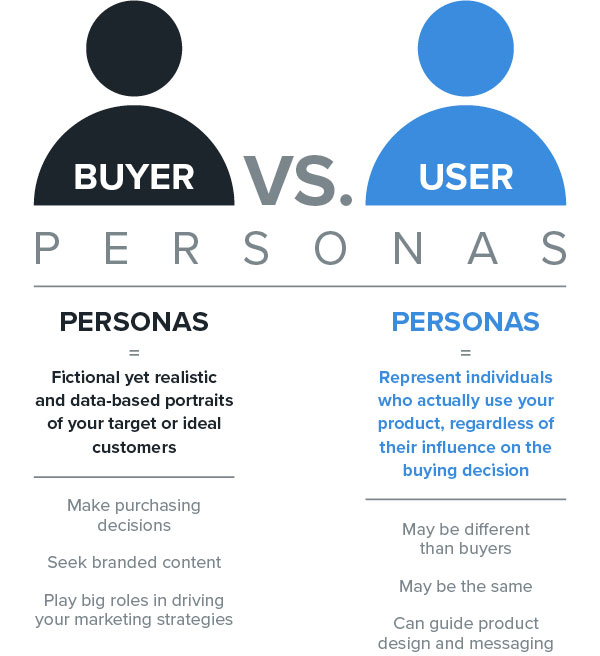 BUYER
VS.
USER
PERSONAS
PERSONAS
=
Fictional yet realistic
and data-based portraits
of your target or ideal
customers
Make purchasing
decisions
Seek branded content
Play big roles in driving
your marketing strategies
PERSONAS
=
Represent individuals
who actually use your
product, regardless of
their influence on the
buying decision
May be different
than buyers
May be the same
Can guide product
design and messaging